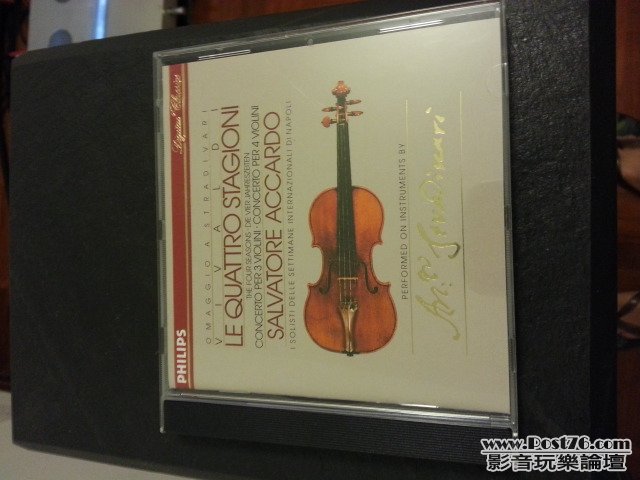 PHILIPS
Digital Classics
OMAGGIO A STRADIVARI
VIVALDI
LE QUATTRO STAGIONI
THE FOUR SEASONS · DIE VIER JAHRESZEITEN
CONCERTO PER 3 VIOLINI · CONCERTO PER 4 VIOLINI
SALVATORE ACCARDO
I SOLISTI DELLE SETTIMANE INTERNAZIONALI DI NAPOLI
PERFORMED ON INSTRUMENTS BY
www.Post76.com
影音玩樂論壇